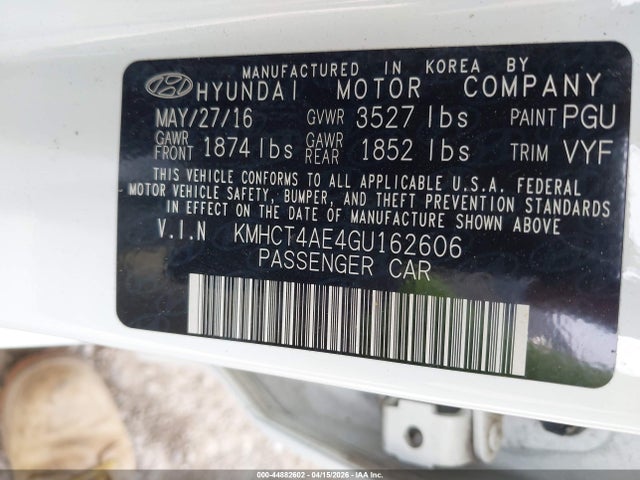 MANUFACTURED IN KOREA BY
HYUNDAI MOTOR COMPANY
MAY/27/16 GVWR 3527 lbs PAINT PGU
GAWR FRONT 1874 lbs GAWR REAR 1852 lbs TRIM VYF
THIS VEHICLE CONFORMS TO ALL APPLICABLE U.S.A. FEDERAL
MOTOR VEHICLE SAFETY, BUMPER, AND THEFT PREVENTION STANDARDS
IN EFFECT ON THE DATE OF MANUFACTURE SHOWN ABOVE
V.I.N KMHCT4AE4GU162606
PASSENGER CAR
000-44882602 - 04/15/2026 - IAA Inc.